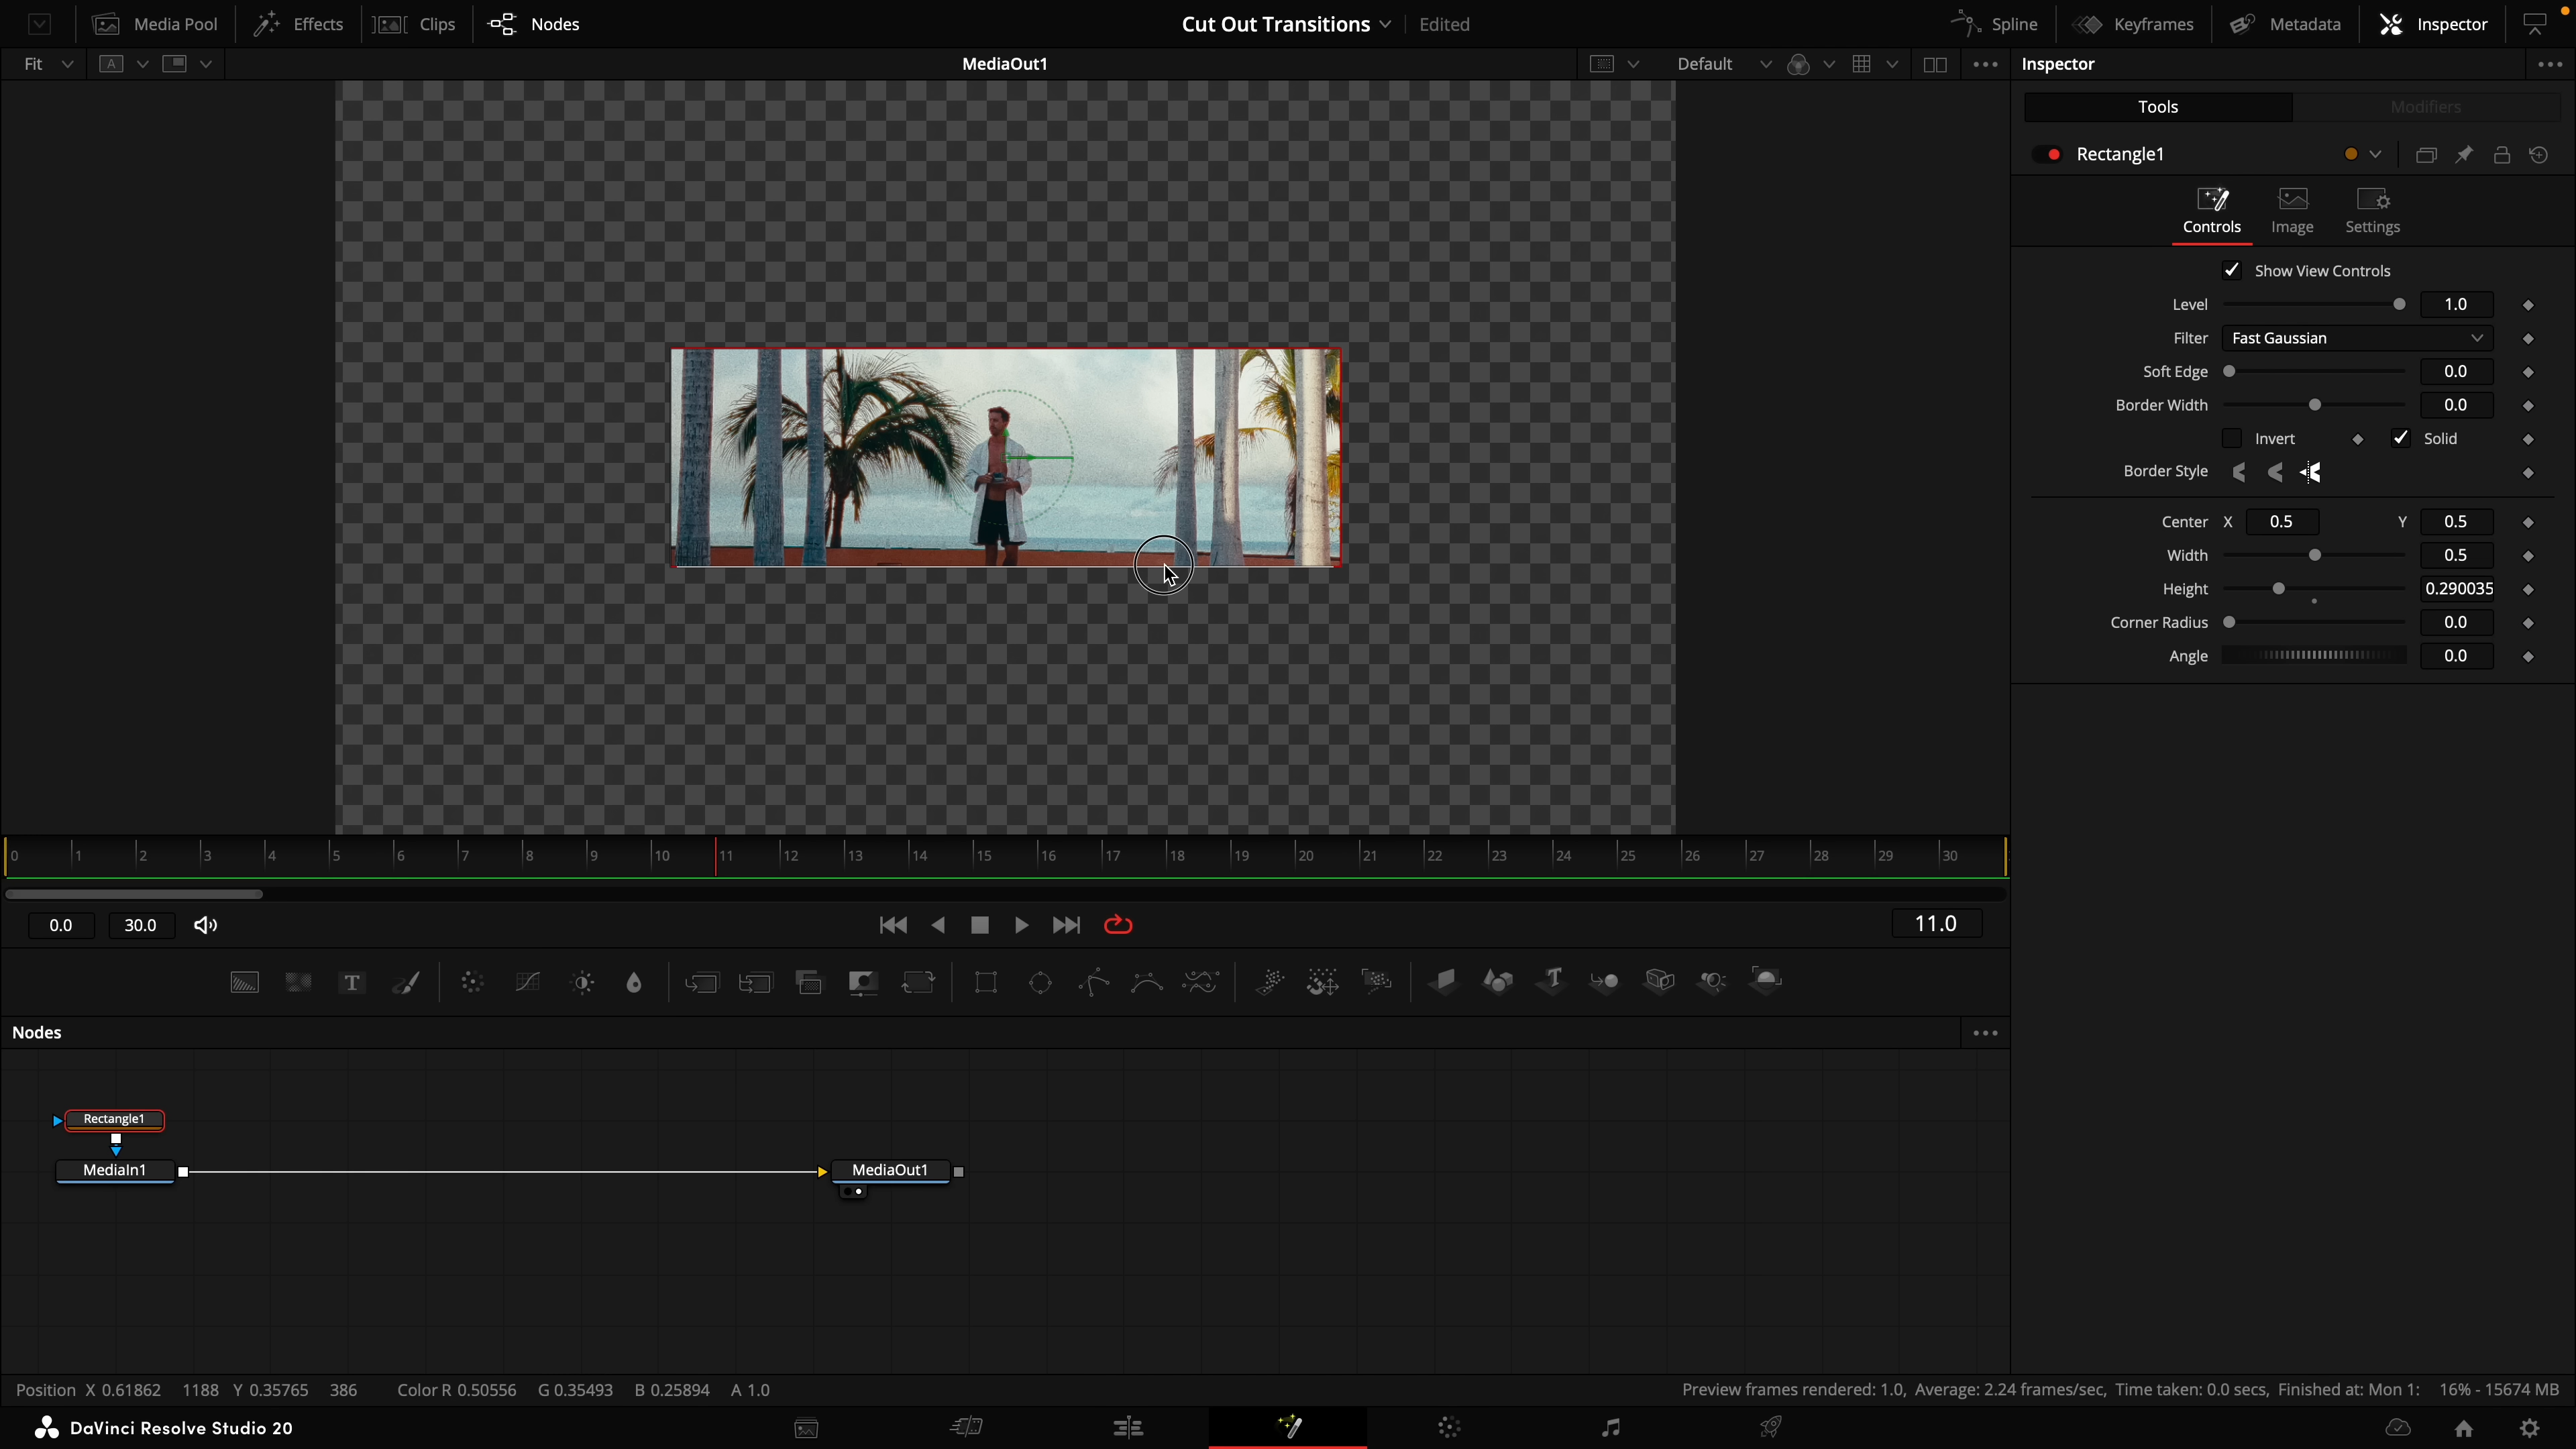 Media Pool Effects Clips Nodes Cut Out Transitions Edited Spline Keyframes Metadata Inspector
Fit A MediaOut1 Default Inspector
Tools Modifiers
Rectangle1
Controls Image Settings
Show View Controls
Level 1.0
Filter Fast Gaussian
Soft Edge 0.0
Border Width 0.0
Invert Solid
Border Style
Center X 0.5 Y 0.5
Width 0.5
Height 0.290035
Corner Radius 0.0
Angle 0.0
0 1 2 3 4 5 6 7 8 9 10 11 12 13 14 15 16 17 18 19 20 21 22 23 24 25 26 27 28 29 30
0.0 30.0 11.0
T T
Nodes
Rectangle1
MediaIn1 MediaOut1
Position X 0.61862 1188 Y 0.35765 386 Color R 0.50556 G 0.35493 B 0.25894 A 1.0 Preview frames rendered: 1.0, Average: 2.24 frames/sec, Time taken: 0.0 secs, Finished at: Mon 1: 16% - 15674 MB
DaVinci Resolve Studio 20